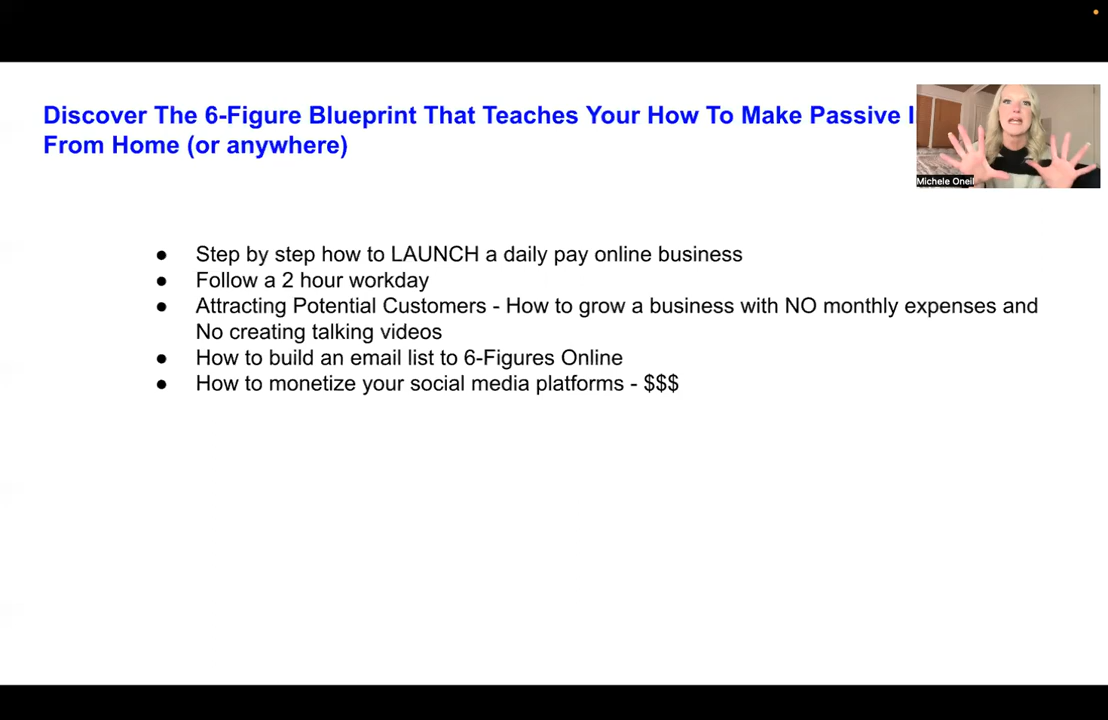 Discover The 6-Figure Blueprint That Teaches Your How To Make Passive
From Home (or anywhere)
Michele Oneil
● Step by step how to LAUNCH a daily pay online business
● Follow a 2 hour workday
● Attracting Potential Customers - How to grow a business with NO monthly expenses and
No creating talking videos
● How to build an email list to 6-Figures Online
● How to monetize your social media platforms - $$$